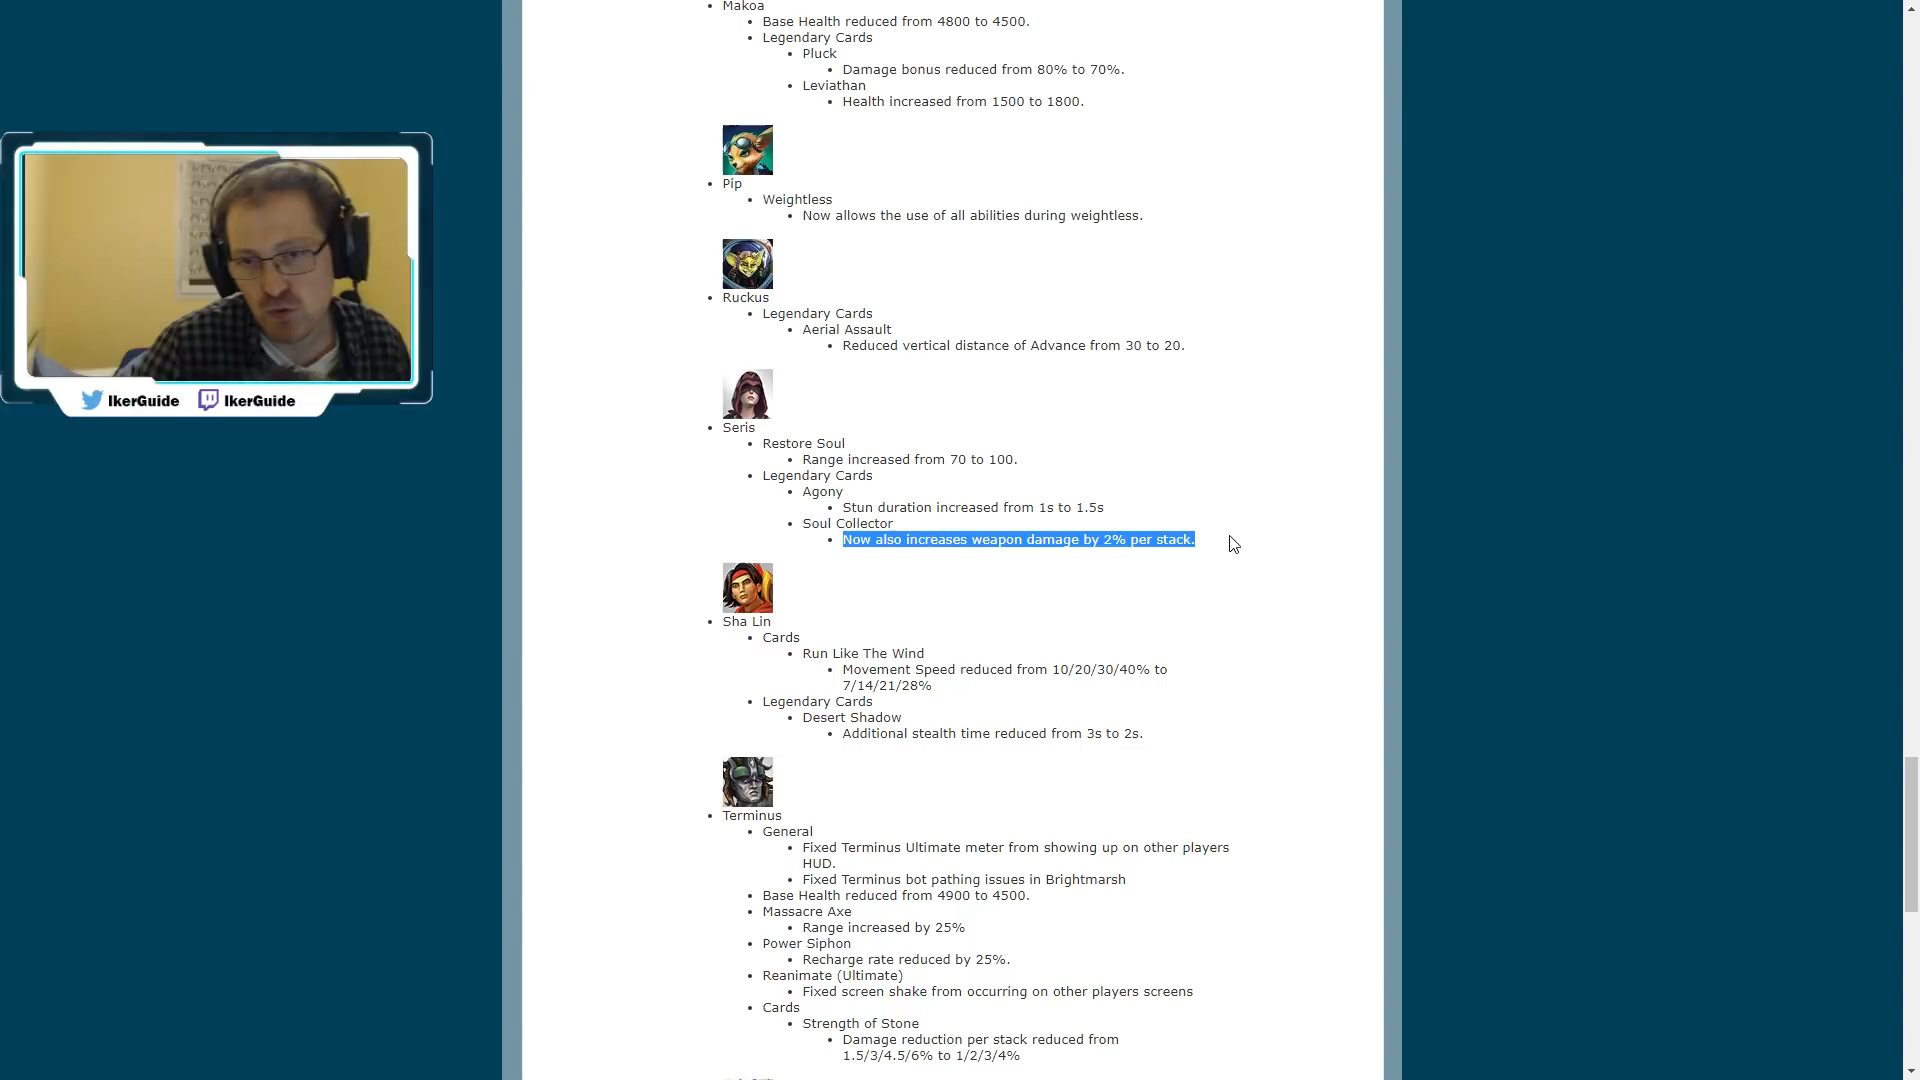 Makoa
Base Health reduced from 4800 to 4500.
Legendary Cards
Pluck
Damage bonus reduced from 80% to 70%.
Leviathan
Health increased from 1500 to 1800.
Pip
Weightless
Now allows the use of all abilities during weightless.
Ruckus
Legendary Cards
Aerial Assault
Reduced vertical distance of Advance from 30 to 20.
IkerGuide IkerGuide
Seris
Restore Soul
Range increased from 70 to 100.
Legendary Cards
Agony
Stun duration increased from 1s to 1.5s
Soul Collector
Now also increases weapon damage by 2% per stack.
Sha Lin
Cards
Run Like The Wind
Movement Speed reduced from 10/20/30/40% to
7/14/21/28%
Legendary Cards
Desert Shadow
Additional stealth time reduced from 3s to 2s.
Terminus
General
Fixed Terminus Ultimate meter from showing up on other players
HUD.
Fixed Terminus bot pathing issues in Brightmarsh
Base Health reduced from 4900 to 4500.
Massacre Axe
Range increased by 25%
Power Siphon
Recharge rate reduced by 25%.
Reanimate (Ultimate)
Fixed screen shake from occurring on other players screens
Cards
Strength of Stone
Damage reduction per stack reduced from
1.5/3/4.5/6% to 1/2/3/4%